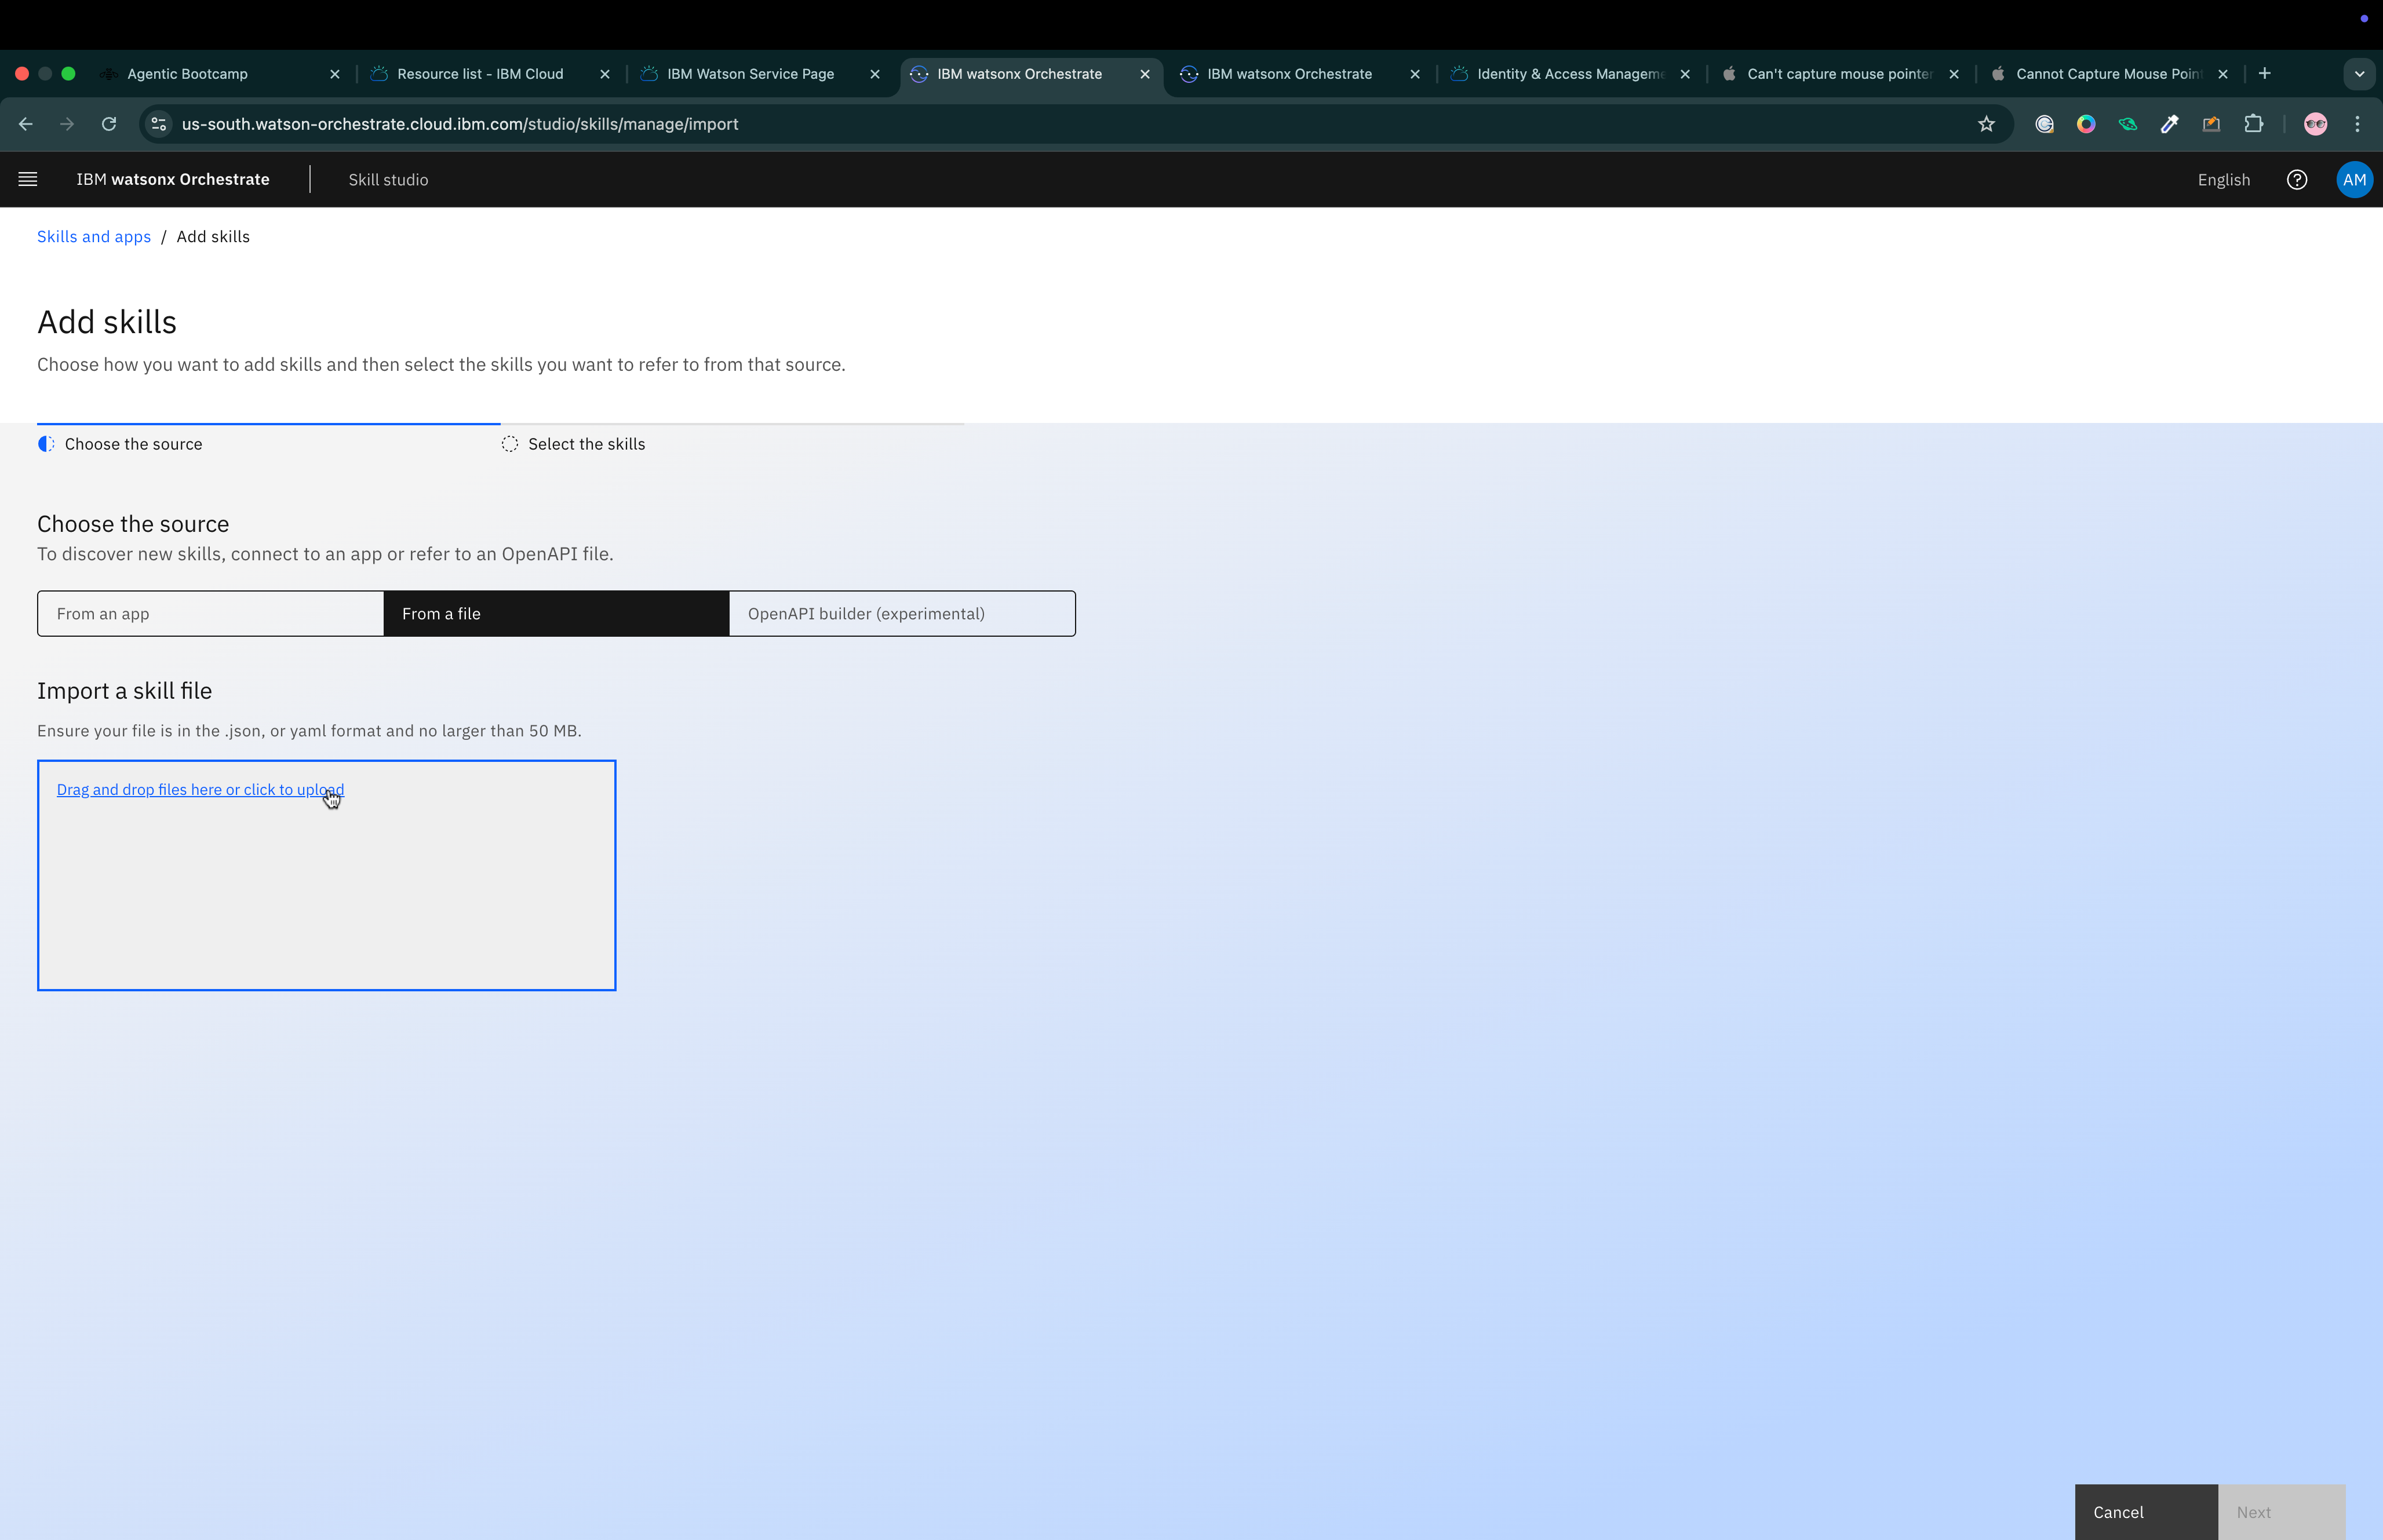 Agentic Bootcamp
Resource list - IBM Cloud
IBM Watson Service Page
IBM watsonx Orchestrate
IBM watsonx Orchestrate
Identity & Access Manageme
Can't capture mouse pointer
Cannot Capture Mouse Point
us-south.watson-orchestrate.cloud.ibm.com/studio/skills/manage/import
IBM watsonx Orchestrate
Skill studio
English
AM
Skills and apps / Add skills
Add skills
Choose how you want to add skills and then select the skills you want to refer to from that source.
Choose the source
Select the skills
Choose the source
To discover new skills, connect to an app or refer to an OpenAPI file.
From an app
From a file
OpenAPI builder (experimental)
Import a skill file
Ensure your file is in the .json, or yaml format and no larger than 50 MB.
Drag and drop files here or click to upload
Cancel
Next